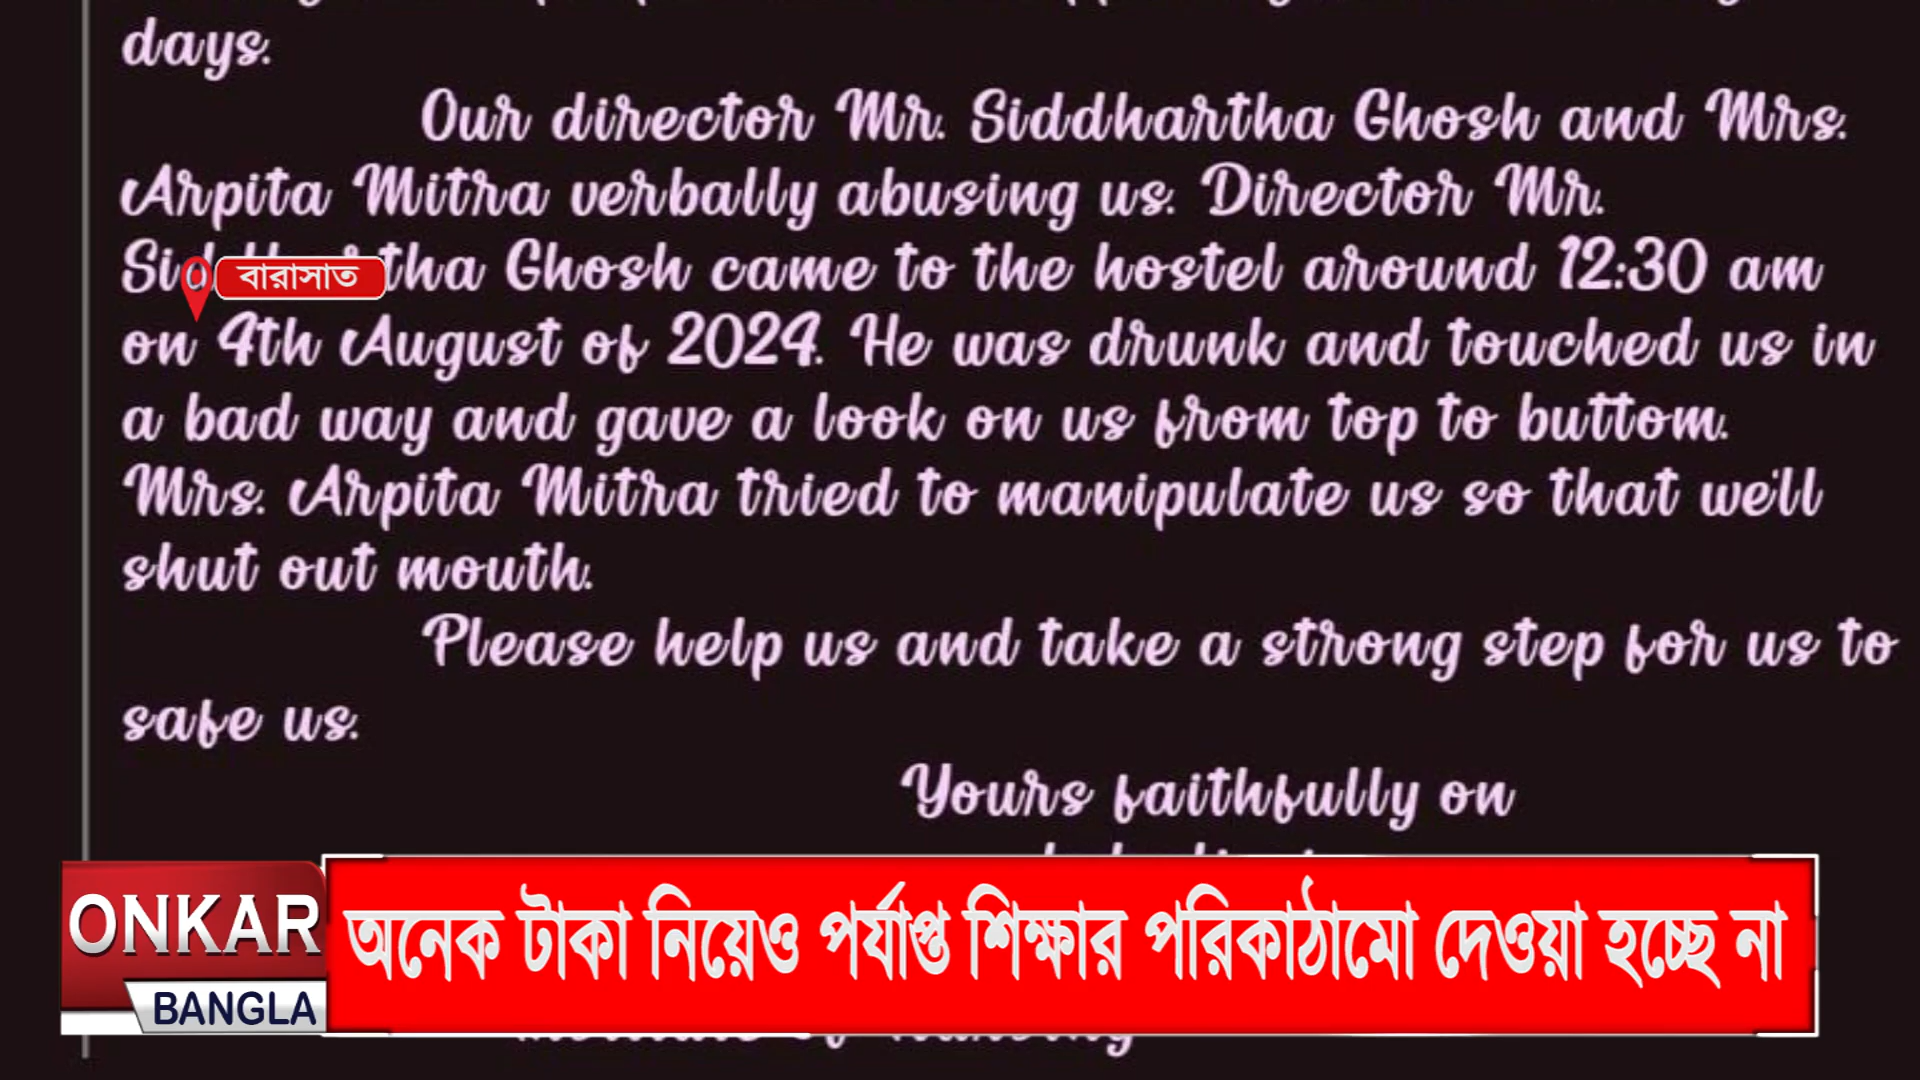 days.
Our director Mr. Siddhartha Ghosh and Mrs.
Arpita Mitra verbally abusing us. Director Mr.
Siddhartha Ghosh came to the hostel around 12:30 am
বারাসাত
on 4th August of 2024. He was drunk and touched us in
a bad way and gave a look on us from top to buttom.
Mrs. Arpita Mitra tried to manipulate us so that we'll
shut out mouth.
Please help us and take a strong step for us to
safe us.
Yours faithfully on
ONKAR
BANGLA
অনেক টাকা নিয়েও পর্যাপ্ত শিক্ষার পরিকাঠামো দেওয়া হচ্ছে না